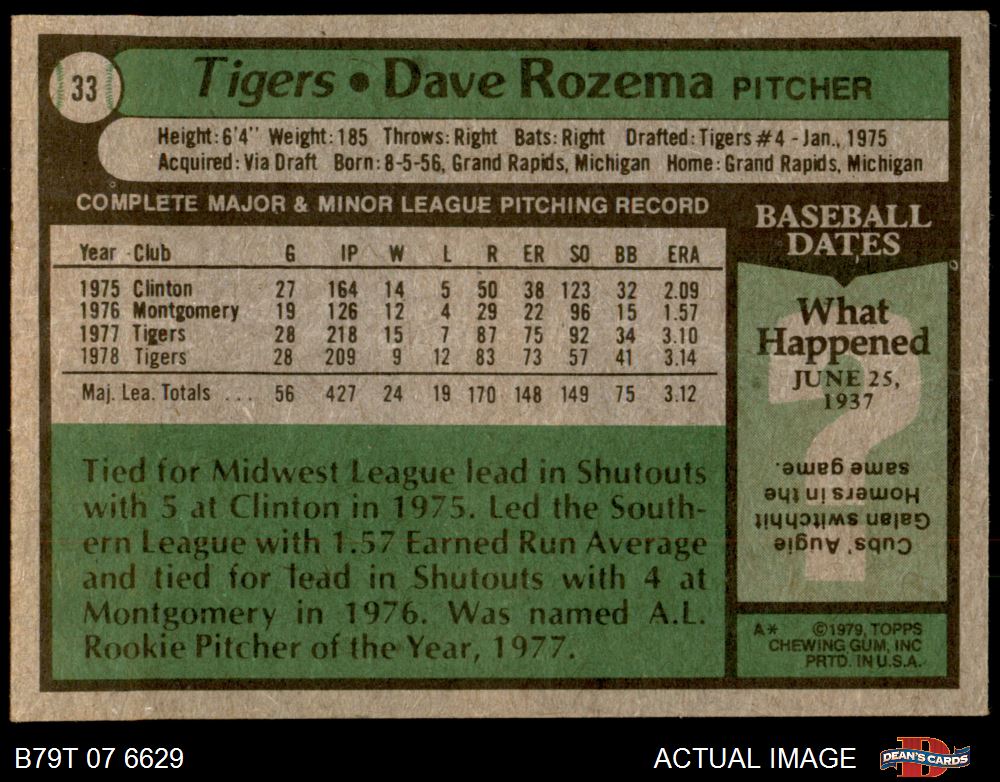 33
Tigers • Dave Rozema PITCHER
Height: 6'4" Weight: 185 Throws: Right Bats: Right Drafted: Tigers #4 - Jan., 1975
Acquired: Via Draft Born: 8-5-56, Grand Rapids, Michigan Home: Grand Rapids, Michigan
COMPLETE MAJOR & MINOR LEAGUE PITCHING RECORD
Year Club G IP W L R ER SO BB ERA
1975 Clinton 27 164 14 5 50 38 123 32 2.09
1976 Montgomery 19 126 12 4 29 22 96 15 1.57
1977 Tigers 28 218 15 7 87 75 92 34 3.10
1978 Tigers 28 209 9 12 83 73 57 41 3.14
Maj. Lea. Totals ... 56 427 24 19 170 148 149 75 3.12
Tied for Midwest League lead in Shutouts
with 5 at Clinton in 1975. Led the South-
ern League with 1.57 Earned Run Average
and tied for lead in Shutouts with 4 at
Montgomery in 1976. Was named A.L.
Rookie Pitcher of the Year, 1977.
BASEBALL
DATES
What
Happened
JUNE 25,
1937
?
Cubs' Augie
Galan switchhit
Homers in the
same game.
A* ©1979, TOPPS
CHEWING GUM, INC
PRTD. IN U.S.A.
B79T 07 6629
ACTUAL IMAGE
D
DEAN'S CARDS